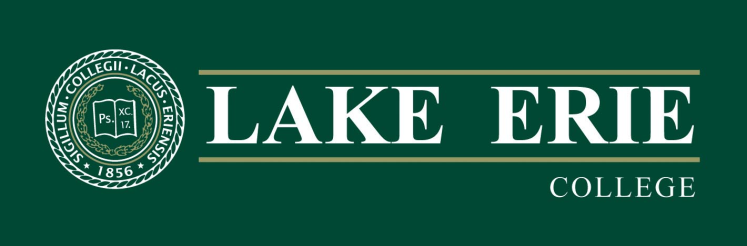 SIGILLUM · COLLEGII · LACUS · ERIENSIS
★ 1856 ★
Ps. XC.
17.
LAKE ERIE
COLLEGE